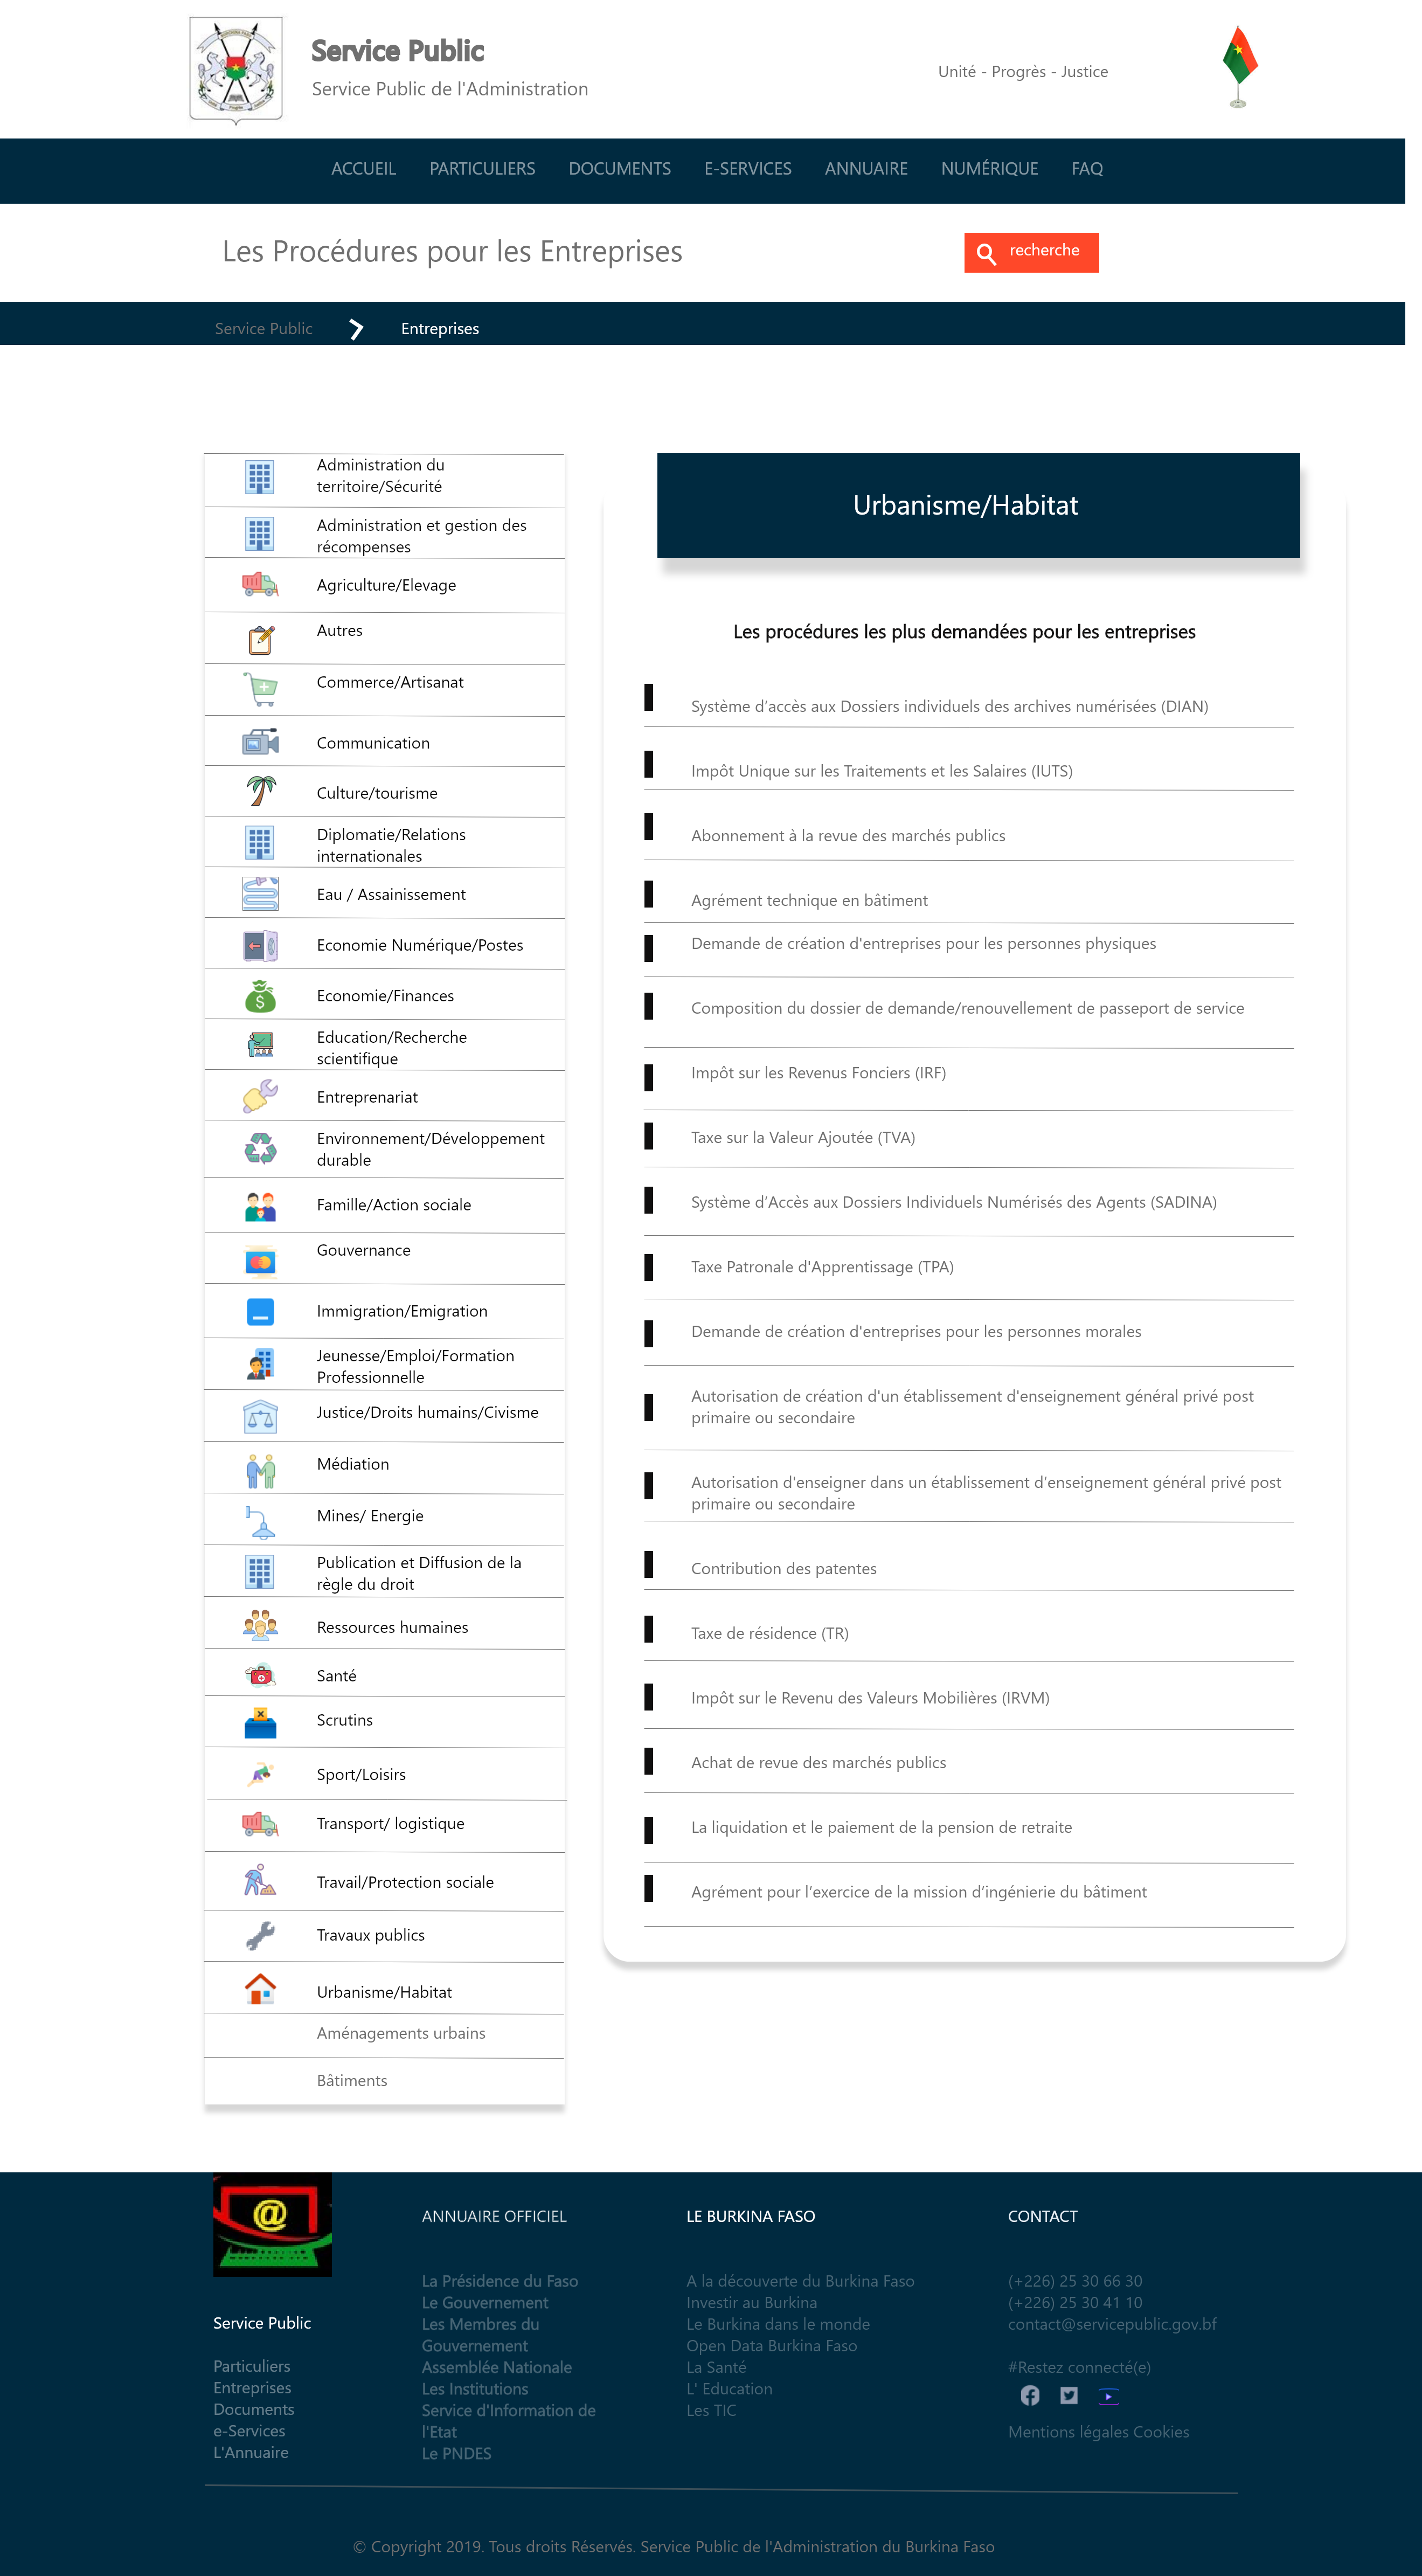 Service Public
Service Public de l'Administration
Unité - Progrès - Justice
ACCUEIL PARTICULIERS DOCUMENTS E-SERVICES ANNUAIRE NUMÉRIQUE FAQ
Les Procédures pour les Entreprises
recherche
Service Public
Entreprises
Administration du
territoire/Sécurité
Administration et gestion des
récompenses
Agriculture/Elevage
Autres
Commerce/Artisanat
Communication
Culture/tourisme
Diplomatie/Relations
internationales
Eau / Assainissement
Economie Numérique/Postes
Economie/Finances
Education/Recherche
scientifique
Entreprenariat
Environnement/Développement
durable
Famille/Action sociale
Gouvernance
Immigration/Emigration
Jeunesse/Emploi/Formation
Professionnelle
Justice/Droits humains/Civisme
Médiation
Mines/ Energie
Publication et Diffusion de la
règle du droit
Ressources humaines
Santé
Scrutins
Sport/Loisirs
Transport/ logistique
Travail/Protection sociale
Travaux publics
Urbanisme/Habitat
Aménagements urbains
Bâtiments
Urbanisme/Habitat
Les procédures les plus demandées pour les entreprises
Système d’accès aux Dossiers individuels des archives numérisées (DIAN)
Impôt Unique sur les Traitements et les Salaires (IUTS)
Abonnement à la revue des marchés publics
Agrément technique en bâtiment
Demande de création d'entreprises pour les personnes physiques
Composition du dossier de demande/renouvellement de passeport de service
Impôt sur les Revenus Fonciers (IRF)
Taxe sur la Valeur Ajoutée (TVA)
Système d’Accès aux Dossiers Individuels Numérisés des Agents (SADINA)
Taxe Patronale d'Apprentissage (TPA)
Demande de création d'entreprises pour les personnes morales
Autorisation de création d'un établissement d'enseignement général privé post
primaire ou secondaire
Autorisation d'enseigner dans un établissement d’enseignement général privé post
primaire ou secondaire
Contribution des patentes
Taxe de résidence (TR)
Impôt sur le Revenu des Valeurs Mobilières (IRVM)
Achat de revue des marchés publics
La liquidation et le paiement de la pension de retraite
Agrément pour l’exercice de la mission d’ingénierie du bâtiment
@
Service Public
Particuliers
Entreprises
Documents
e-Services
L'Annuaire
ANNUAIRE OFFICIEL
La Présidence du Faso
Le Gouvernement
Les Membres du
Gouvernement
Assemblée Nationale
Les Institutions
Service d'Information de
l'Etat
Le PNDES
LE BURKINA FASO
A la découverte du Burkina Faso
Investir au Burkina
Le Burkina dans le monde
Open Data Burkina Faso
La Santé
L' Education
Les TIC
CONTACT
(+226) 25 30 66 30
(+226) 25 30 41 10
contact@servicepublic.gov.bf
#Restez connecté(e)
Mentions légales Cookies
© Copyright 2019. Tous droits Réservés. Service Public de l'Administration du Burkina Faso